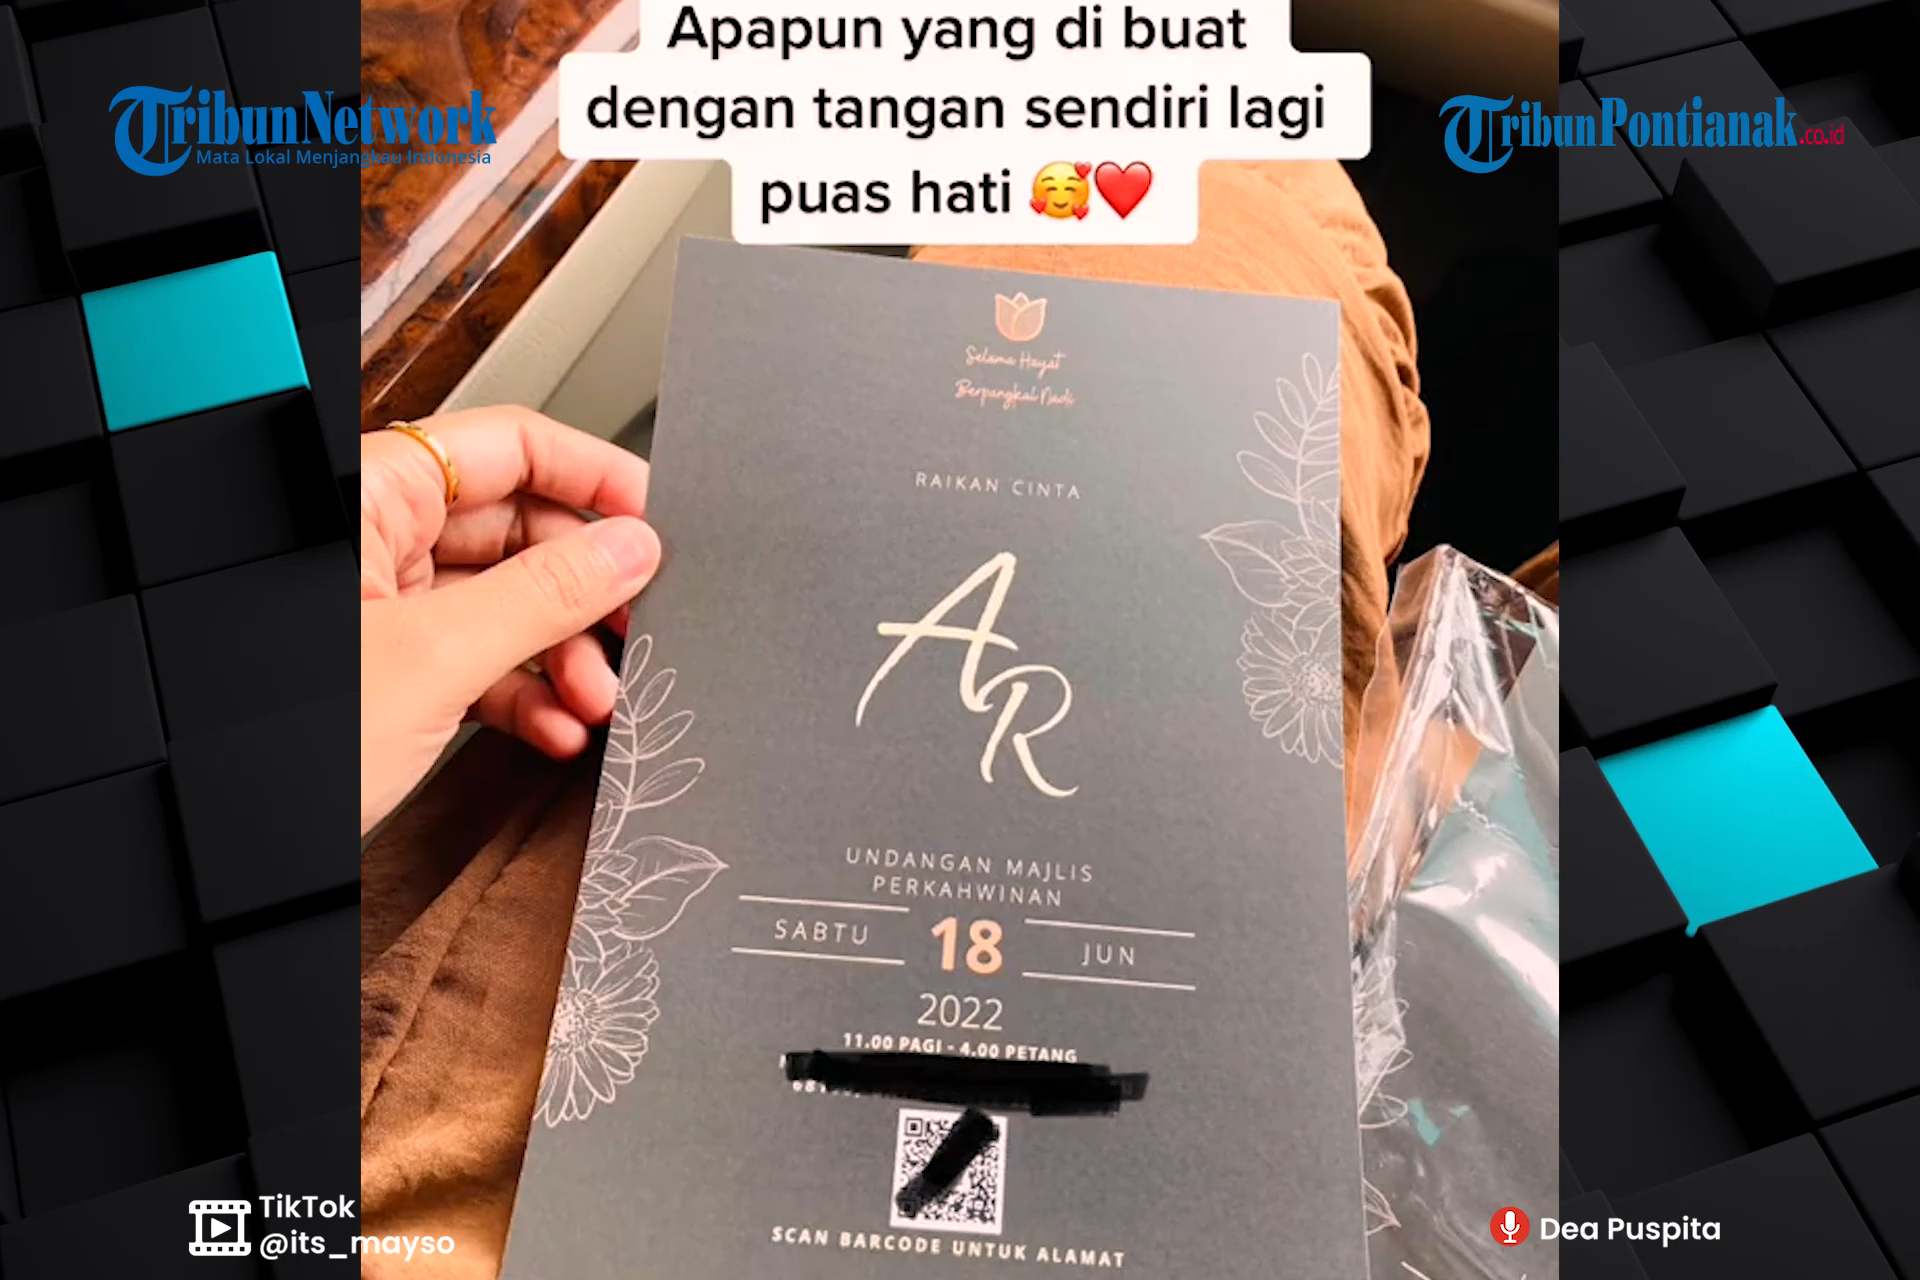 Apapun yang di buat
dengan tangan sendiri lagi
puas hati 🥰❤️
TribunNetwork
Mata Lokal Menjangkau Indonesia
TribunPontianak.co.id
Selama Hayat
Berpangkal Nadi
RAIKAN CINTA
AR
UNDANGAN MAJLIS
PERKAHWINAN
SABTU 18 JUN
2022
11.00 PAGI - 4.00 PETANG
SCAN BARCODE UNTUK ALAMAT
TikTok
@its_mayso
Dea Puspita